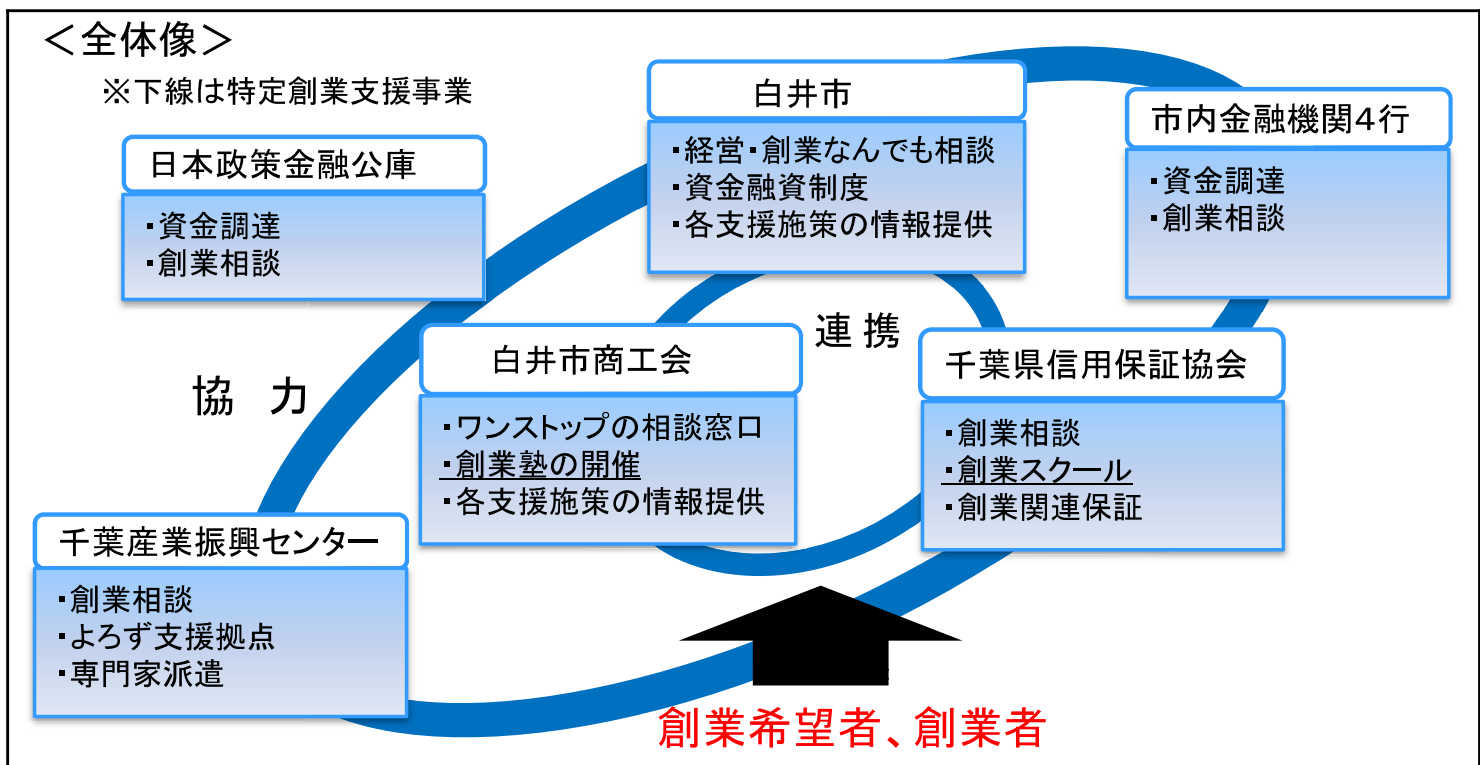 ＜全体像＞
※下線は特定創業支援事業
白井市
・経営・創業なんでも相談
・資金融資制度
・各支援施策の情報提供
市内金融機関４行
・資金調達
・創業相談
日本政策金融公庫
・資金調達
・創業相談
連 携
協　力
白井市商工会
・ワンストップの相談窓口
・創業塾の開催
・各支援施策の情報提供
千葉県信用保証協会
・創業相談
・創業スクール
・創業関連保証
千葉産業振興センター
・創業相談
・よろず支援拠点
・専門家派遣
創業希望者、創業者